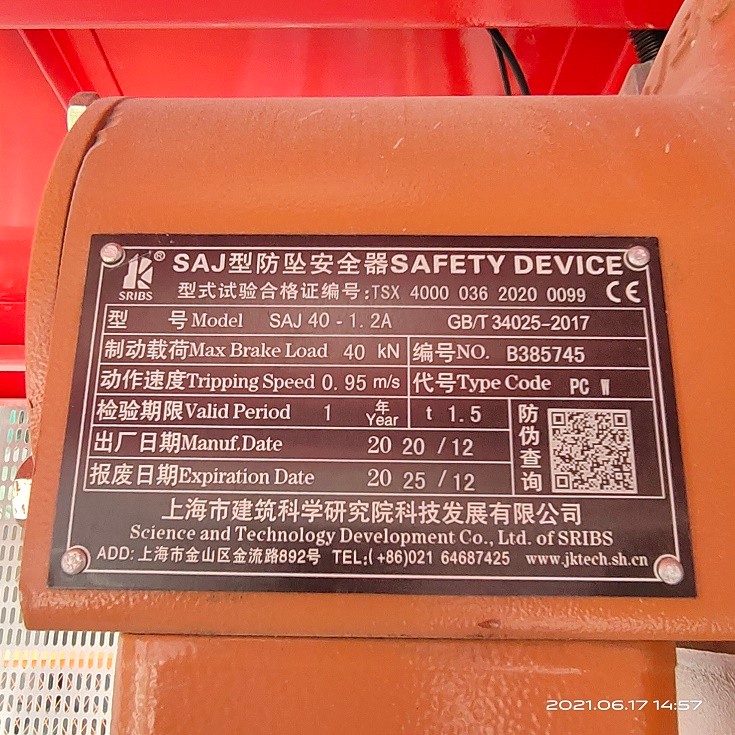 SRIBS
®
SAJ型防坠安全器SAFETY DEVICE
型式试验合格证编号:TSX 4000 036 2020 0099 CE
型 号Model SAJ 40-1.2A GB/T 34025-2017
制动载荷Max Brake Load 40 kN 编号NO. B385745
动作速度Tripping Speed 0.95 m/s 代号Type Code PC W
检验期限Valid Period 1 年Year t 1.5
出厂日期Manuf.Date 20 20 /12
报废日期Expiration Date 20 25 /12
防伪查询
上海市建筑科学研究院科技发展有限公司
Science and Technology Development Co., Ltd. of SRIBS
ADD: 上海市金山区金流路892号 TEL:(+86)021 64687425 www.jktech.sh.cn
2021.06.17 14:57